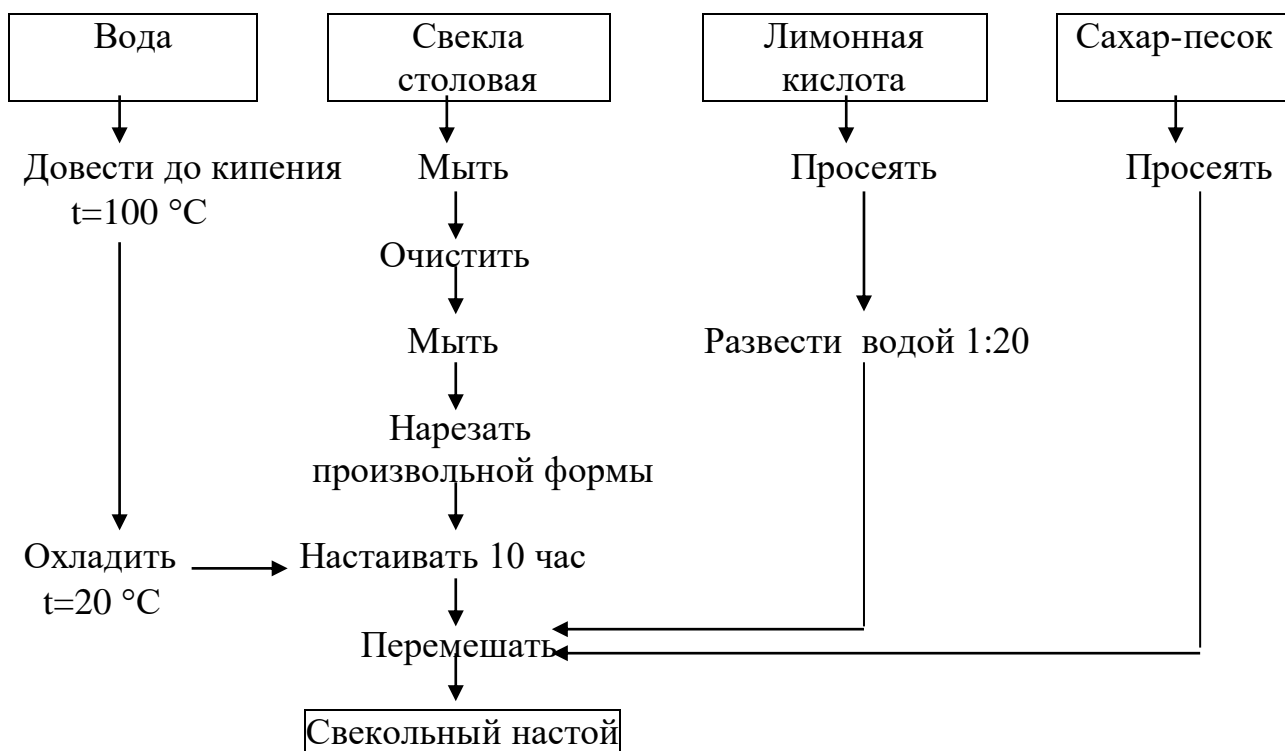 Вода
Свекла
столовая
Лимонная
кислота
Сахар-песок
Довести до кипения
t=100 °С
Мыть
Просеять
Просеять
Очистить
Мыть
Развести водой 1:20
Нарезать
произвольной формы
Охладить
t=20 °С
Настаивать 10 час
Перемешать
Свекольный настой